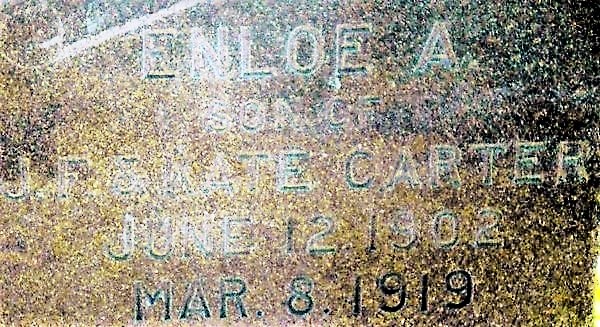 ENLOE A.
SON OF
J.F. & KATE CARTER
JUNE 12, 1902
MAR. 8, 1919